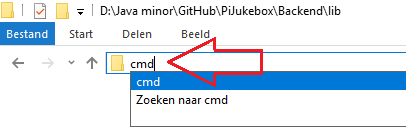 D:\Java minor\GitHub\PiJukebox\Backend\lib
Bestand Start Delen Beeld
cmd
cmd
Zoeken naar cmd